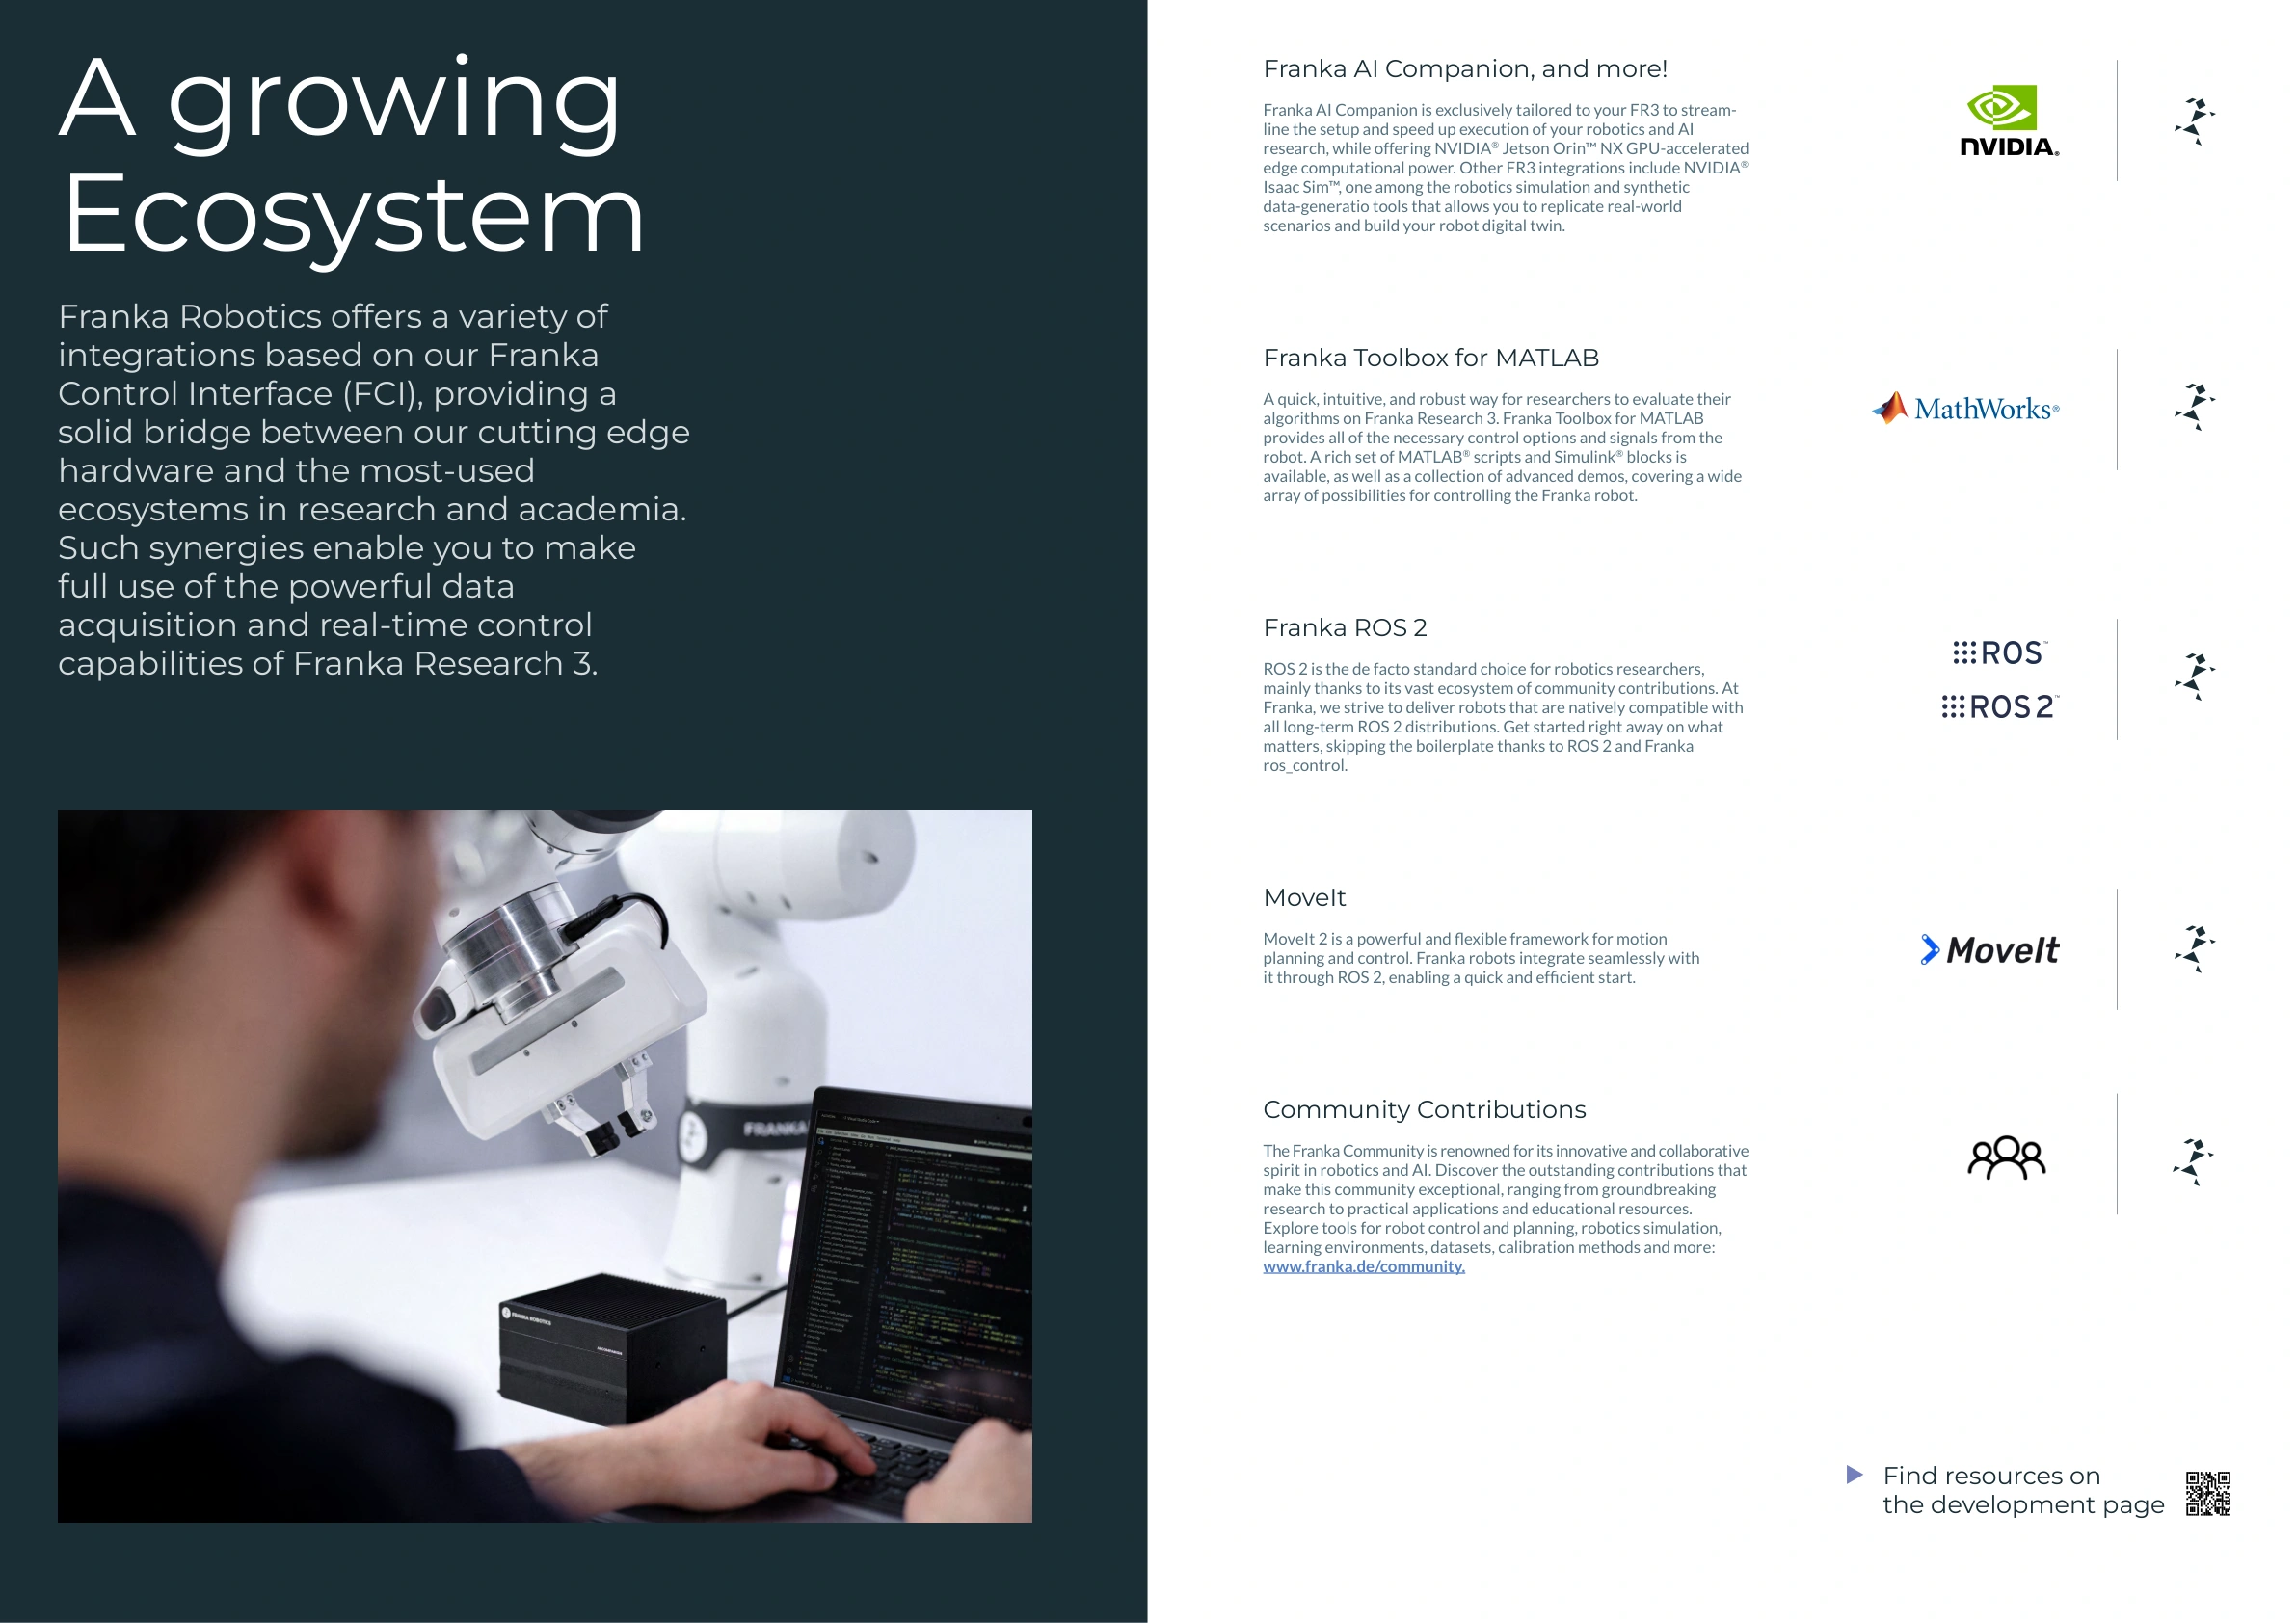 A growing
Ecosystem
Franka Robotics offers a variety of
integrations based on our Franka
Control Interface (FCI), providing a
solid bridge between our cutting edge
hardware and the most-used
ecosystems in research and academia.
Such synergies enable you to make
full use of the powerful data
acquisition and real-time control
capabilities of Franka Research 3.
FRANKA
FRANKA ROBOTICS
AI COMPANION
Franka AI Companion, and more!
Franka AI Companion is exclusively tailored to your FR3 to stream-
line the setup and speed up execution of your robotics and AI
research, while offering NVIDIA® Jetson Orin™ NX GPU-accelerated
edge computational power. Other FR3 integrations include NVIDIA®
Isaac Sim™, one among the robotics simulation and synthetic
data-generatio tools that allows you to replicate real-world
scenarios and build your robot digital twin.
NVIDIA®
Franka Toolbox for MATLAB
A quick, intuitive, and robust way for researchers to evaluate their
algorithms on Franka Research 3. Franka Toolbox for MATLAB
provides all of the necessary control options and signals from the
robot. A rich set of MATLAB® scripts and Simulink® blocks is
available, as well as a collection of advanced demos, covering a wide
array of possibilities for controlling the Franka robot.
MathWorks®
Franka ROS 2
ROS 2 is the de facto standard choice for robotics researchers,
mainly thanks to its vast ecosystem of community contributions. At
Franka, we strive to deliver robots that are natively compatible with
all long-term ROS 2 distributions. Get started right away on what
matters, skipping the boilerplate thanks to ROS 2 and Franka
ros_control.
ROS™
ROS 2™
MoveIt
MoveIt 2 is a powerful and flexible framework for motion
planning and control. Franka robots integrate seamlessly with
it through ROS 2, enabling a quick and efficient start.
MoveIt
Community Contributions
The Franka Community is renowned for its innovative and collaborative
spirit in robotics and AI. Discover the outstanding contributions that
make this community exceptional, ranging from groundbreaking
research to practical applications and educational resources.
Explore tools for robot control and planning, robotics simulation,
learning environments, datasets, calibration methods and more:
www.franka.de/community.
Find resources on
the development page